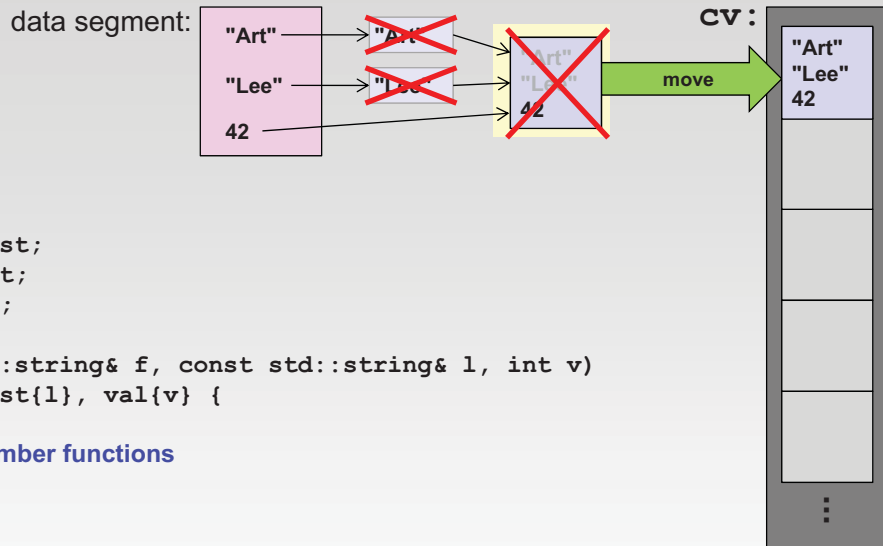 data segment:
cv:
"Art"
"Art"
"Art"
"Lee"
"Lee"
"Lee"
42
42
move
"Art"
"Lee"
42
st;
t;
;
:string& f, const std::string& l, int v)
st{l}, val{v} {
mber functions
⋮